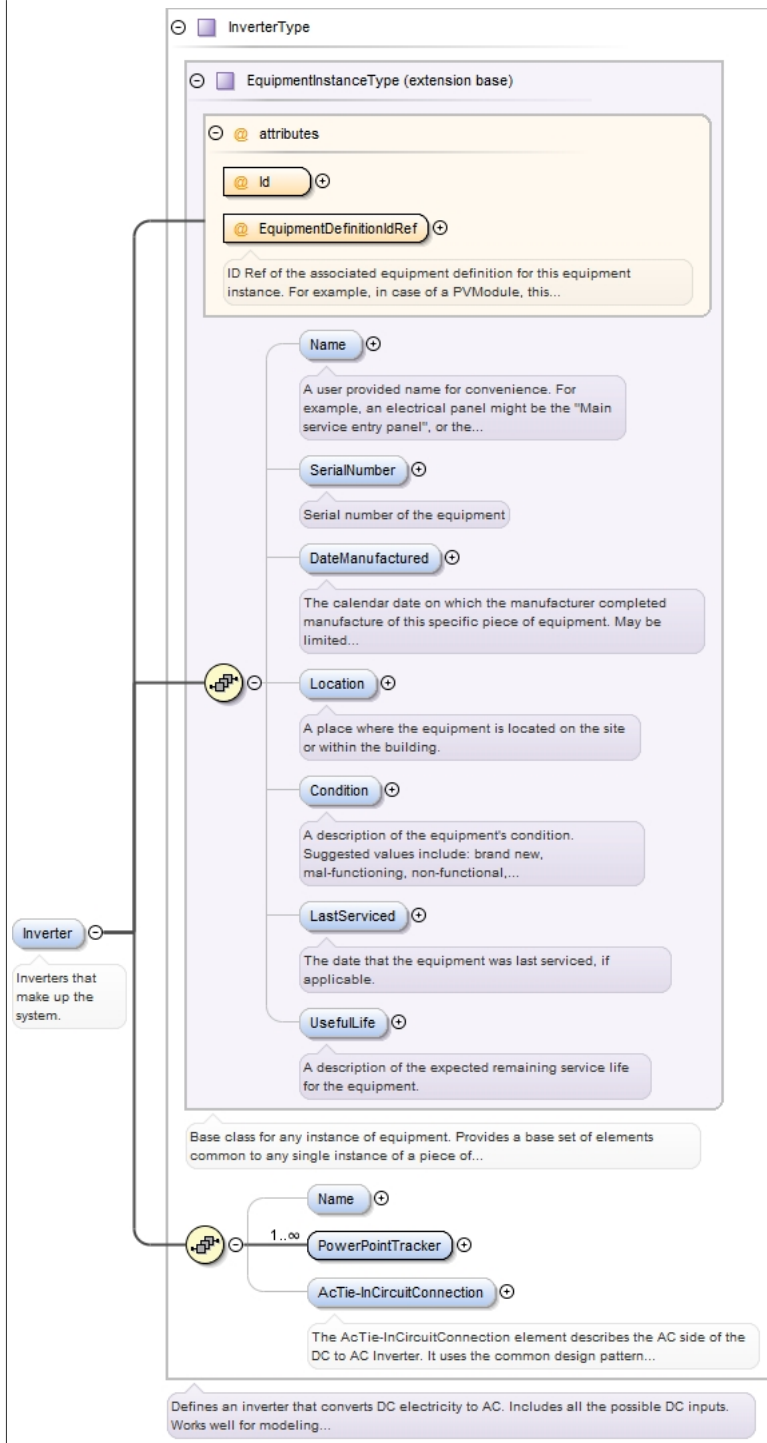 InverterType
EquipmentInstanceType (extension base)
@ attributes
@ Id
@ EquipmentDefinitionIdRef
ID Ref of the associated equipment definition for this equipment
instance. For example, in case of a PVModule, this...
Name
A user provided name for convenience. For
example, an electrical panel might be the "Main
service entry panel", or the...
SerialNumber
Serial number of the equipment
DateManufactured
The calendar date on which the manufacturer completed
manufacture of this specific piece of equipment. May be
limited...
Location
A place where the equipment is located on the site
or within the building.
Condition
A description of the equipment's condition.
Suggested values include: brand new,
mal-functioning, non-functional,...
LastServiced
The date that the equipment was last serviced, if
applicable.
UsefulLife
A description of the expected remaining service life
for the equipment.
Inverter
Inverters that
make up the
system.
Base class for any instance of equipment. Provides a base set of elements
common to any single instance of a piece of...
Name
1..∞
PowerPointTracker
AcTie-InCircuitConnection
The AcTie-InCircuitConnection element describes the AC side of the
DC to AC Inverter. It uses the common design pattern...
Defines an inverter that converts DC electricity to AC. Includes all the possible DC inputs.
Works well for modeling...